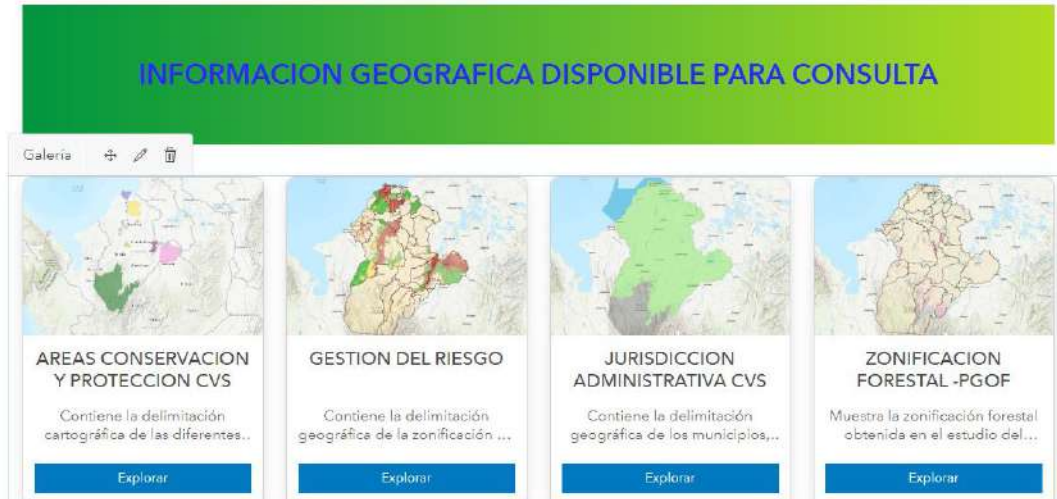 INFORMACION GEOGRAFICA DISPONIBLE PARA CONSULTA
Galería
AREAS CONSERVACION
Y PROTECCION CVS
Contiene la delimitación
cartográfica de las diferentes..
Explorar
GESTION DEL RIESGO
Contiene la delimitación
geográfica de la zonificación ...
Explorar
JURISDICCION
ADMINISTRATIVA CVS
Contiene la delimitación
geográfica de los municipios,..
Explorar
ZONIFICACION
FORESTAL -PGOF
Muestra la zonificación forestal
obtenida en el estudio del...
Explorar